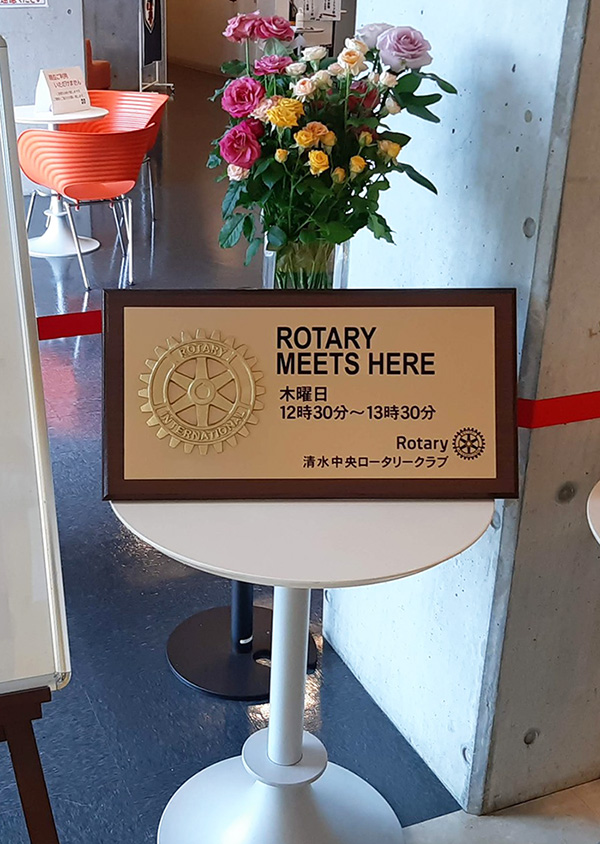 ROTARY
INTERNATIONAL
ROTARY
MEETS HERE
木曜日
12時30分〜13時30分
Rotary
清水中央ロータリークラブ